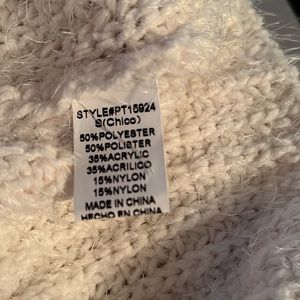 STYLE#PT15924
S(Chico)
50%POLYESTER
50%POLISTER
35%ACRYLIC
35%ACRILICO
15%NYLON
15%NYLON
MADE IN CHINA
HECHO EN CHINA